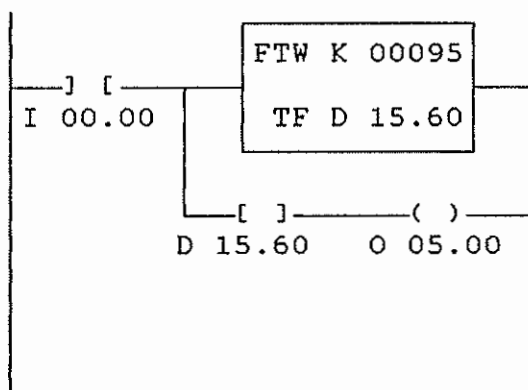 FTW K 00095
] [
I 00.00
TF D 15.60
[ ] ( )
D 15.60 O 05.00